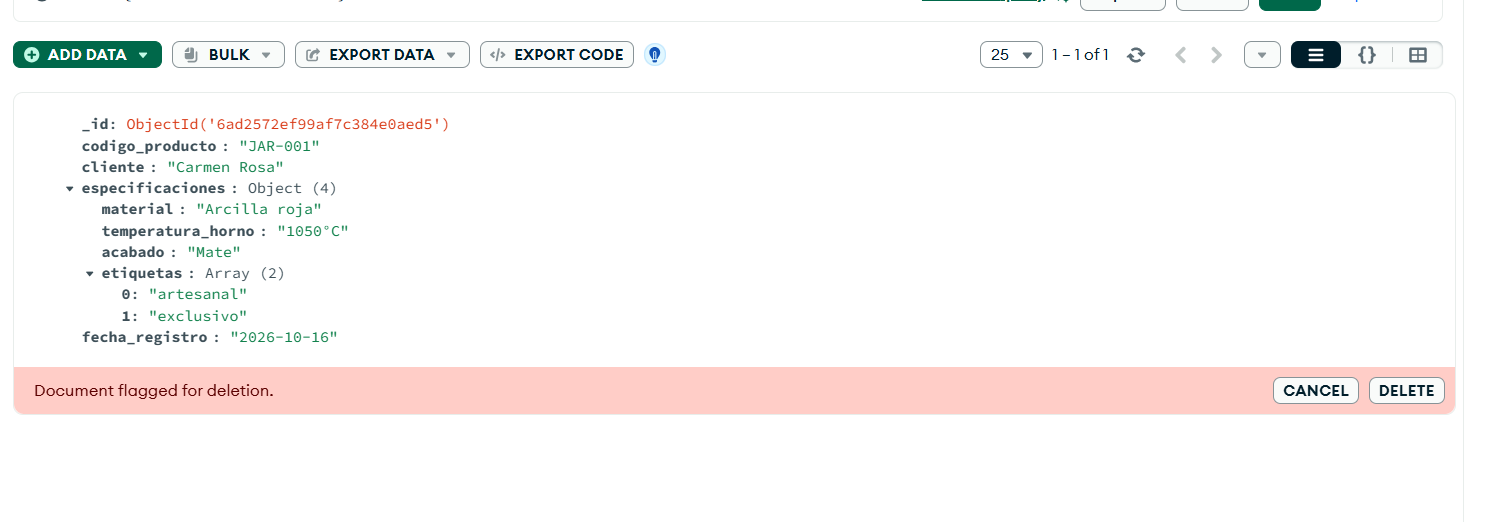 ADD DATA BULK EXPORT DATA EXPORT CODE 25 1 – 1 of 1 {}
_id: ObjectId('6ad2572ef99af7c384e0aed5')
codigo_producto : "JAR-001"
cliente : "Carmen Rosa"
especificaciones : Object (4)
material : "Arcilla roja"
temperatura_horno : "1050°C"
acabado : "Mate"
etiquetas : Array (2)
0: "artesanal"
1: "exclusivo"
fecha_registro : "2026-10-16"
Document flagged for deletion. CANCEL DELETE